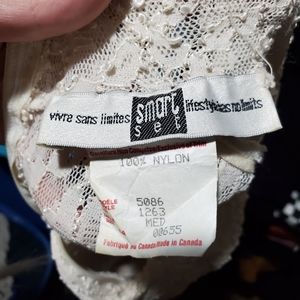 vivre sans limites
smart
set
lifestyles no limits
100% NYLON
5086
1263
MED
00655
Fabriqué au Canada/Made in Canada